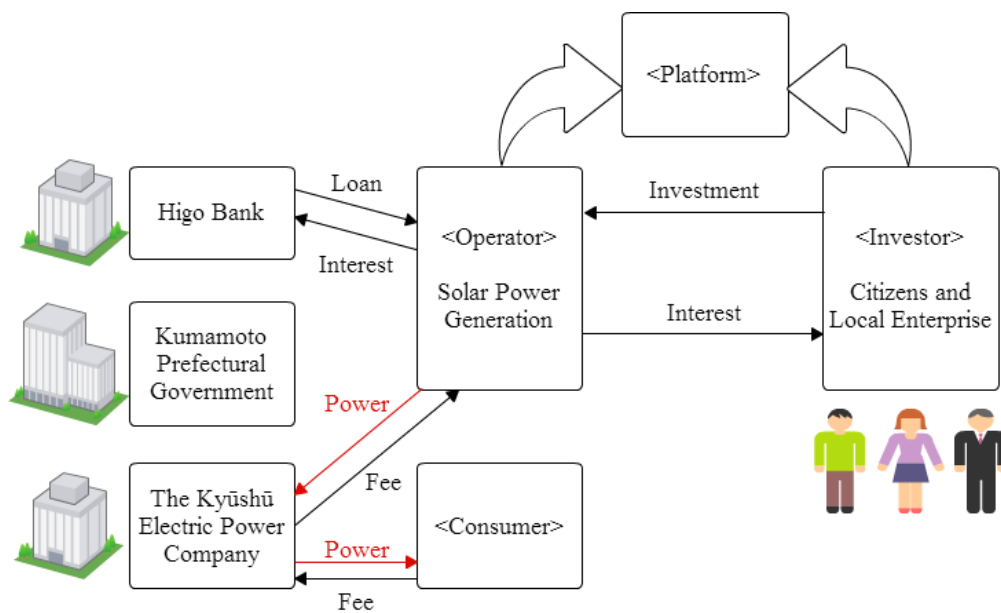 <Platform>
Higo Bank
Loan
Interest
<Operator>
Solar Power
Generation
Investment
Interest
<Investor>
Citizens and
Local Enterprise
Kumamoto
Prefectural
Government
Power
Fee
The Kyūshū
Electric Power
Company
Power
Fee
<Consumer>